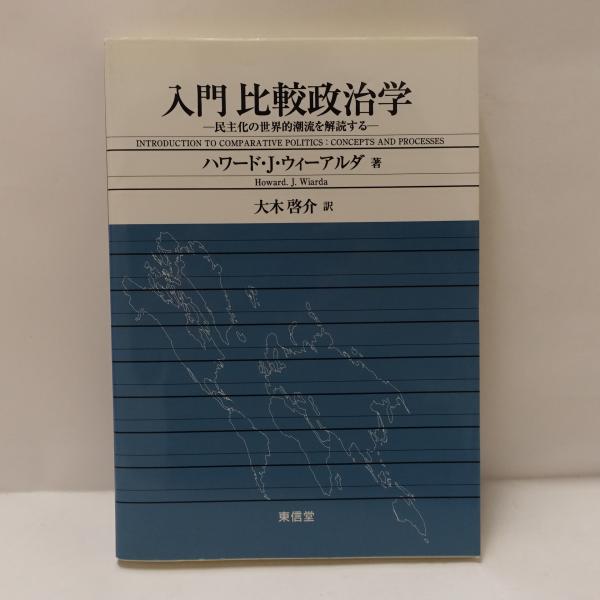 入門 比較政治学
―民主化の世界的潮流を解読する―
INTRODUCTION TO COMPARATIVE POLITICS : CONCEPTS AND PROCESSES
ハワード・J・ウィーアルダ 著
Howard. J. Wiarda
大木 啓介 訳
東信堂